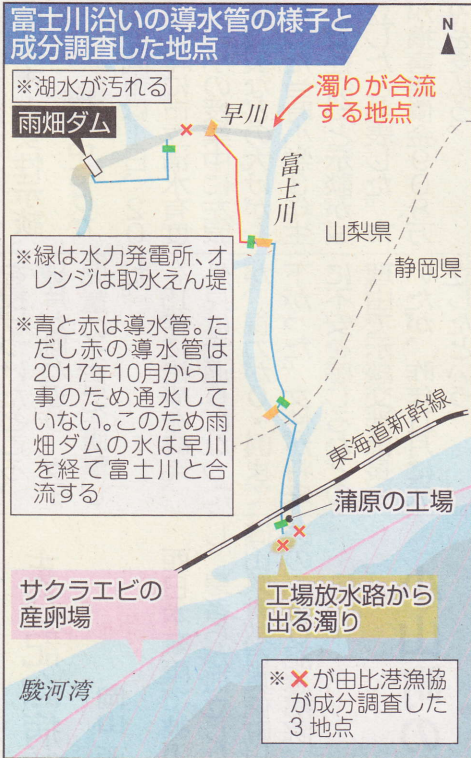 富士川沿いの導水管の様子と
成分調査した地点
N
※湖水が汚れる
雨畑ダム
早川
濁りが合流
する地点
富士川
山梨県
静岡県
※緑は水力発電所、オ
レンジは取水えん堤
※青と赤は導水管。た
だし赤の導水管は
2017年10月から工
事のため通水して
いない。このため雨
畑ダムの水は早川
を経て富士川と合
流する
東海道新幹線
蒲原の工場
サクラエビの
産卵場
工場放水路から
出る濁り
駿河湾
※×が由比港漁協
が成分調査した
3地点